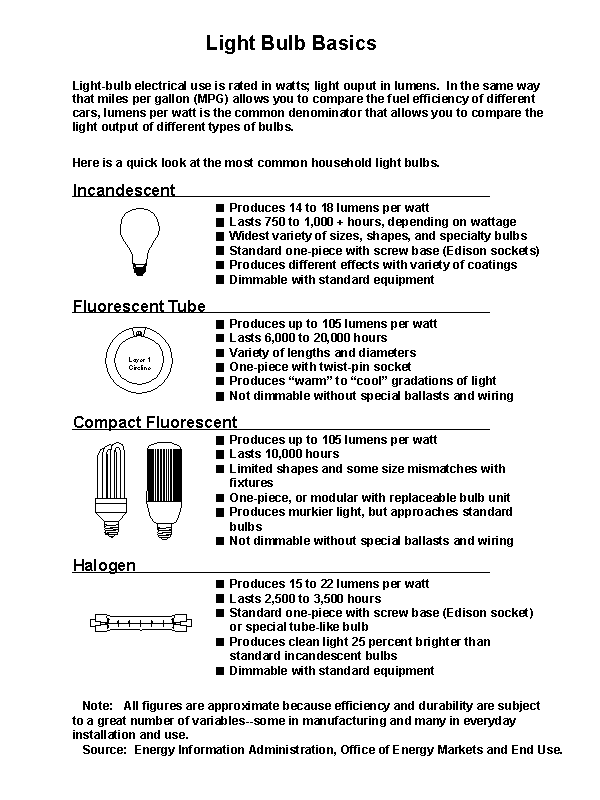 Light Bulb Basics
Light-bulb electrical use is rated in watts; light ouput in lumens.  In the same way
that miles per gallon (MPG) allows you to compare the fuel efficiency of different
cars, lumens per watt is the common denominator that allows you to compare the
light output of different types of bulbs.
Here is a quick look at the most common household light bulbs.
Incandescent
■ Produces 14 to 18 lumens per watt
■ Lasts 750 to 1,000 + hours, depending on wattage
■ Widest variety of sizes, shapes, and specialty bulbs
■ Standard one-piece with screw base (Edison sockets)
■ Produces different effects with variety of coatings
■ Dimmable with standard equipment
Fluorescent Tube
Layer 1
Circline
■ Produces up to 105 lumens per watt
■ Lasts 6,000 to 20,000 hours
■ Variety of lengths and diameters
■ One-piece with twist-pin socket
■ Produces “warm” to “cool” gradations of light
■ Not dimmable without special ballasts and wiring
Compact Fluorescent
■ Produces up to 105 lumens per watt
■ Lasts 10,000 hours
■ Limited shapes and some size mismatches with
fixtures
■ One-piece, or modular with replaceable bulb unit
■ Produces murkier light, but approaches standard
bulbs
■ Not dimmable without special ballasts and wiring
Halogen
■ Produces 15 to 22 lumens per watt
■ Lasts 2,500 to 3,500 hours
■ Standard one-piece with screw base (Edison socket)
or special tube-like bulb
■ Produces clean light 25 percent brighter than
standard incandescent bulbs
■ Dimmable with standard equipment
Note:   All figures are approximate because efficiency and durability are subject
to a great number of variables--some in manufacturing and many in everyday
installation and use.
Source:  Energy Information Administration, Office of Energy Markets and End Use.